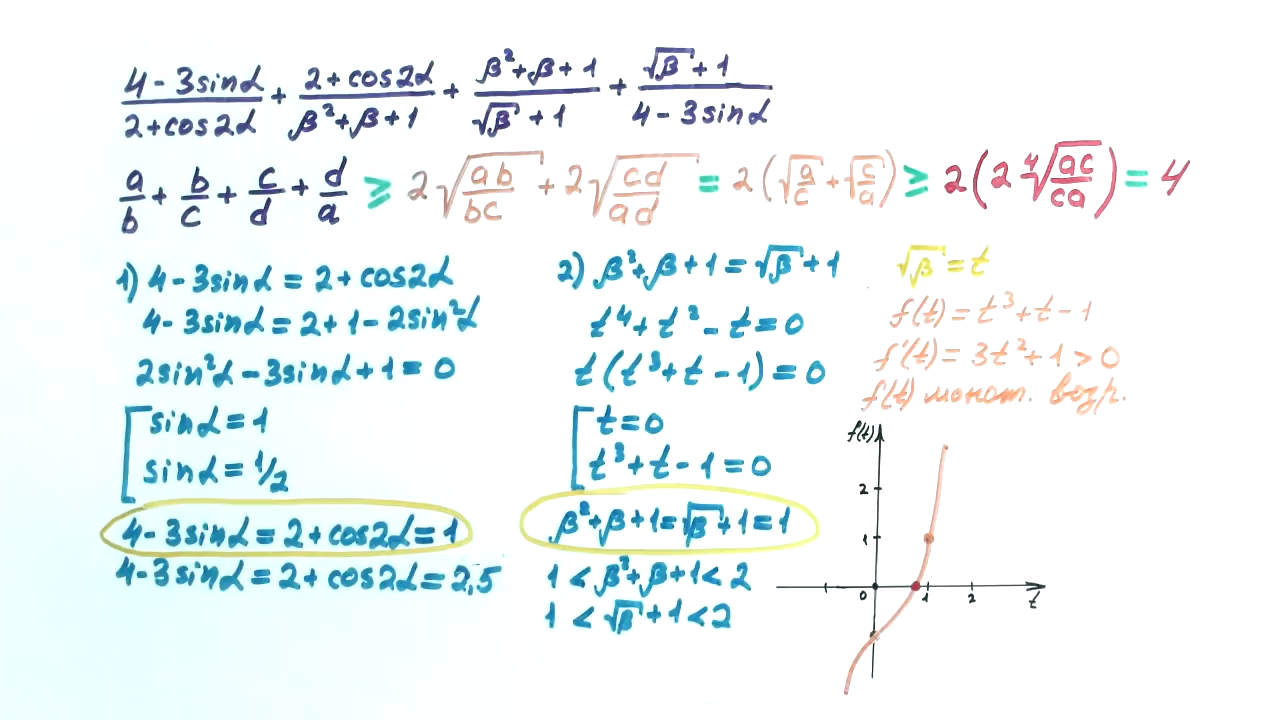 (4 - 3sinα)/(2 + cos2α) + (2 + cos2α)/(β² + β + 1) + (β² + β + 1)/(√β + 1) + (√β + 1)/(4 - 3sinα)
a/b + b/c + c/d + d/a ≥ 2√(ab/bc) + 2√(cd/ad) = 2(√(a/c) + √(c/a)) ≥ 2(2⁴√(ac/ca)) = 4
1) 4 - 3sinα = 2 + cos2α
4 - 3sinα = 2 + 1 - 2sin²α
2sin²α - 3sinα + 1 = 0
[ sinα = 1
sinα = 1/2
4 - 3sinα = 2 + cos2α = 1
4 - 3sinα = 2 + cos2α = 2,5
2) β² + β + 1 = √β + 1
t⁴ + t² - t = 0
t(t³ + t - 1) = 0
[ t = 0
t³ + t - 1 = 0
β² + β + 1 = √β + 1 = 1
1 < β² + β + 1 < 2
1 < √β + 1 < 2
√β = t
f(t) = t³ + t - 1
f'(t) = 3t² + 1 > 0
f(t) монот. возр.
f(t)
2
1
0 1 2 t